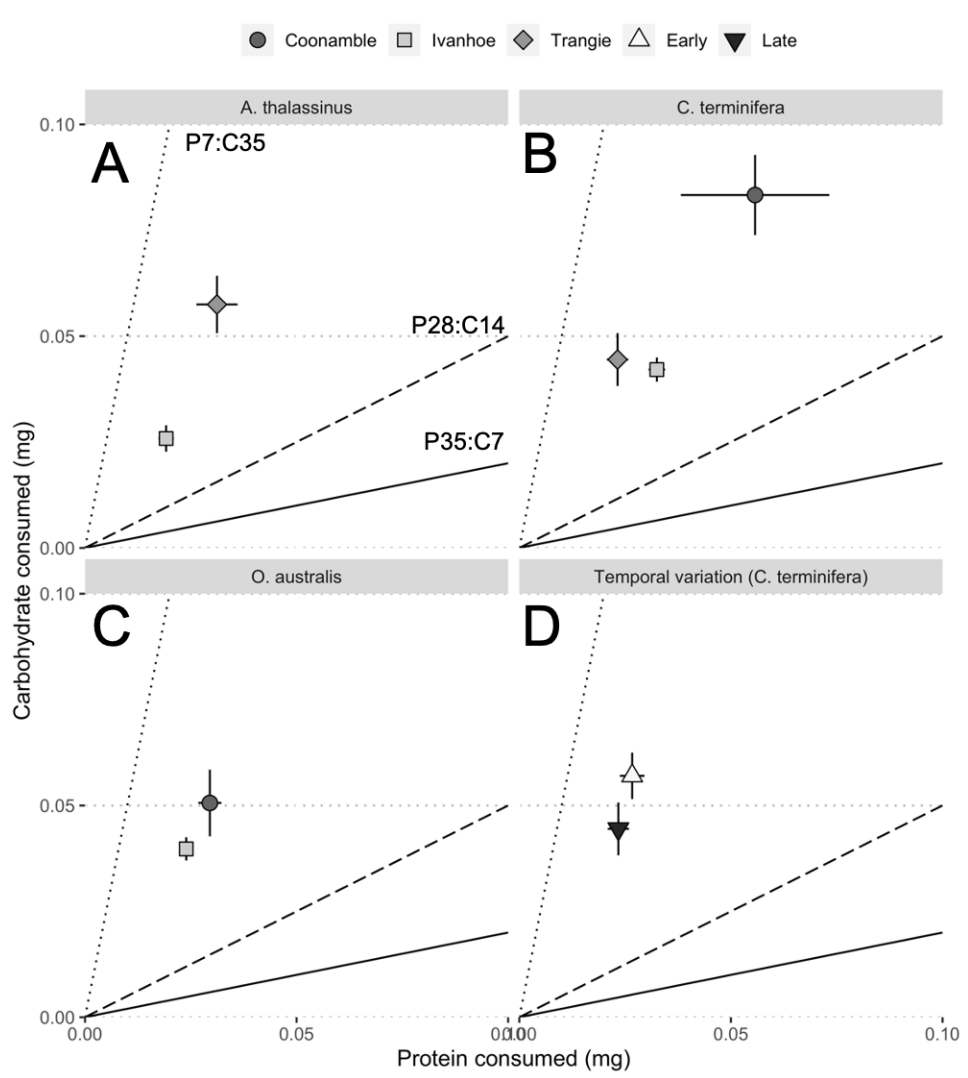 Coonamble Ivanhoe Trangie Early Late
A. thalassinus C. terminifera
0.10
A P7:C35 B
P28:C14
0.05
P35:C7
0.00
O. australis Temporal variation (C. terminifera)
0.10
C D
0.05
0.00
0.00 0.05 0.10 0.00 0.05 0.10
Protein consumed (mg)
Carbohydrate consumed (mg)